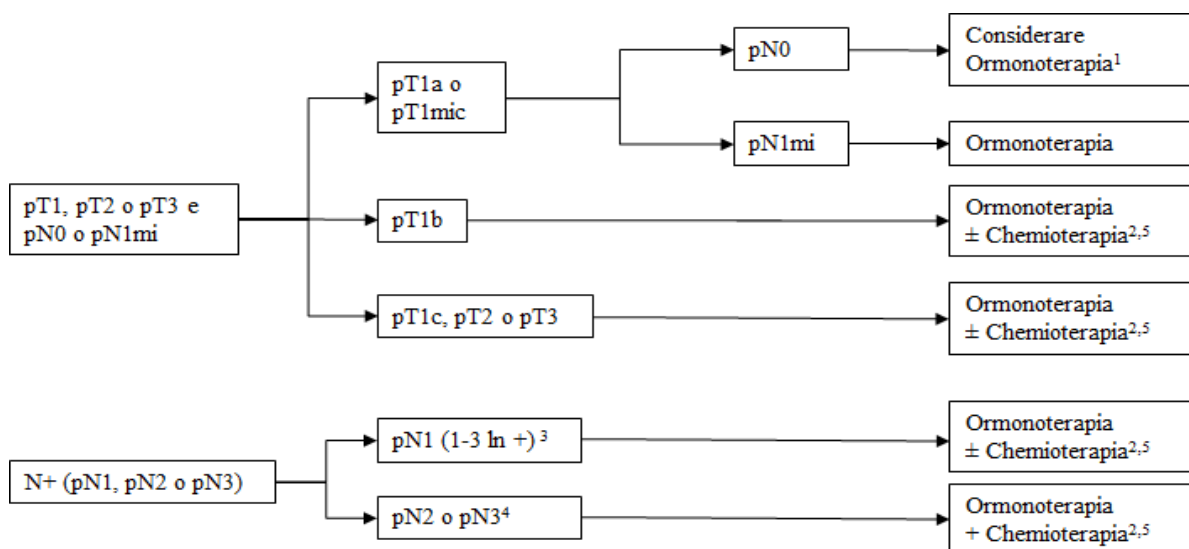 pT1, pT2 o pT3 e
pN0 o pN1mi
pT1a o
pT1mic
pN0
Considerare
Ormonoterapia¹
pN1mi
Ormonoterapia
pT1b
Ormonoterapia
± Chemioterapia²,⁵
pT1c, pT2 o pT3
Ormonoterapia
± Chemioterapia²,⁵
N+ (pN1, pN2 o pN3)
pN1 (1-3 ln +) ³
Ormonoterapia
± Chemioterapia²,⁵
pN2 o pN3⁴
Ormonoterapia
+ Chemioterapia²,⁵